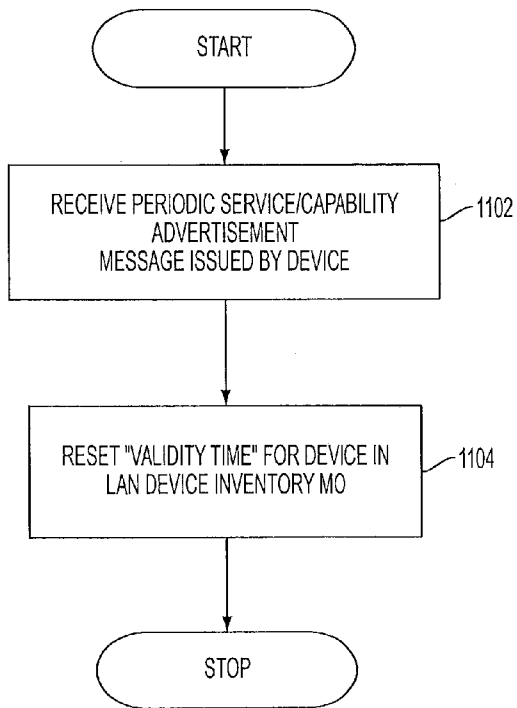 START
RECEIVE PERIODIC SERVICE/CAPABILITY
ADVERTISEMENT
MESSAGE ISSUED BY DEVICE
1102
RESET "VALIDITY TIME" FOR DEVICE IN
LAN DEVICE INVENTORY MO
1104
STOP